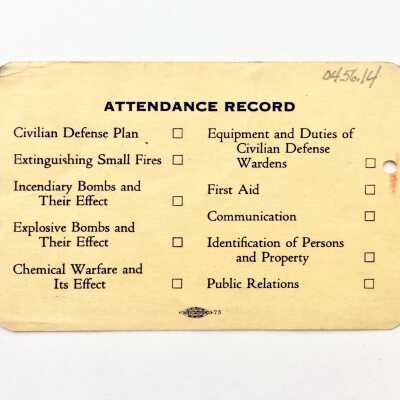 0456.14
ATTENDANCE RECORD
Civilian Defense Plan
Extinguishing Small Fires
Incendiary Bombs and
Their Effect
Explosive Bombs and
Their Effect
Chemical Warfare and
Its Effect
Equipment and Duties of
Civilian Defense
Wardens
First Aid
Communication
Identification of Persons
and Property
Public Relations